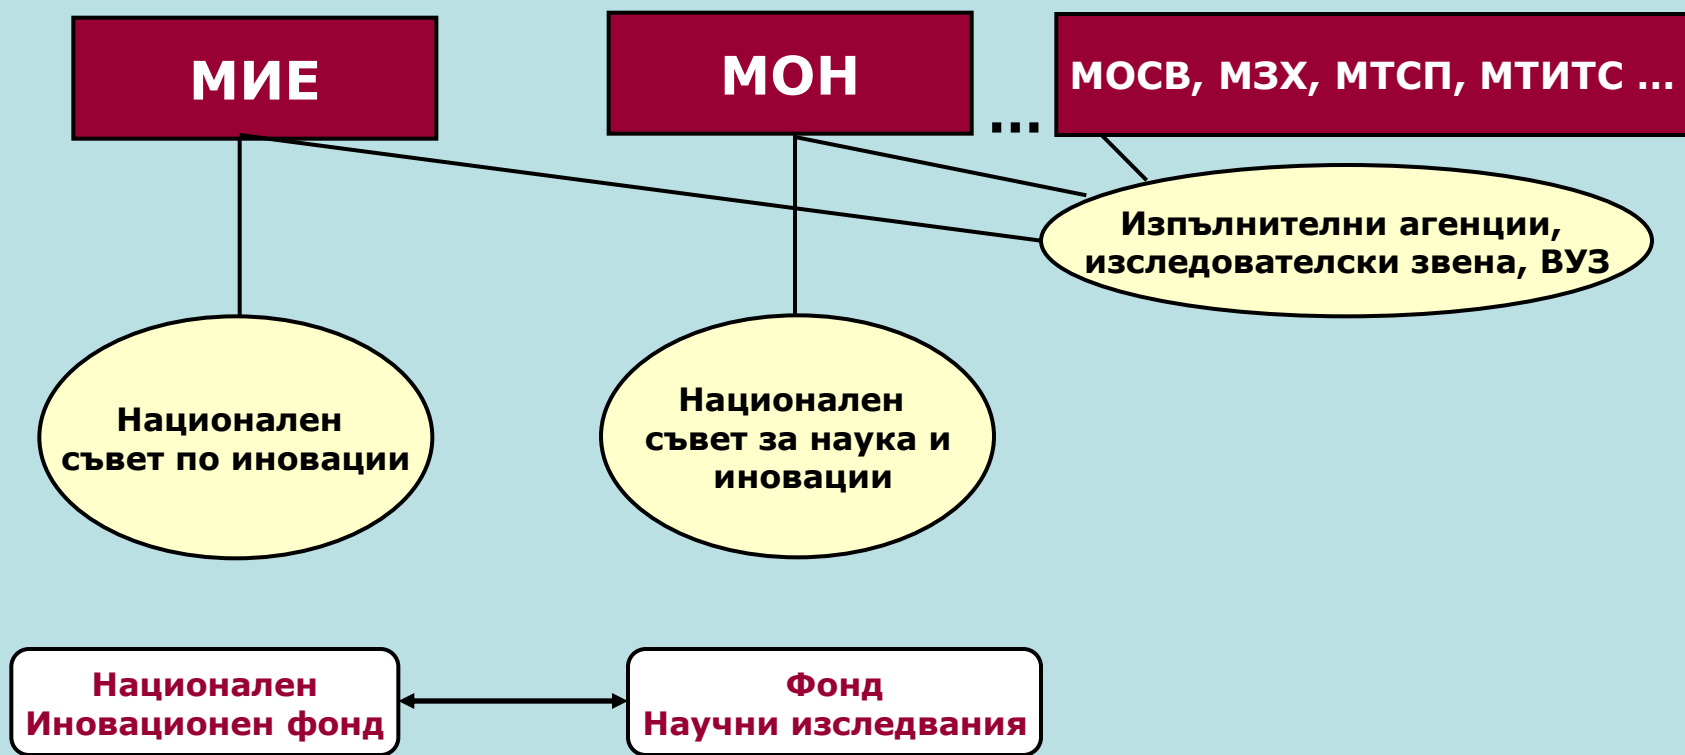 МИЕ
МОН
...
МОСВ, МЗХ, МТСП, МТИТС ...
Изпълнителни агенции,
изследователски звена, ВУЗ
Национален
съвет по иновации
Национален
съвет за наука и
иновации
Национален
Иновационен фонд
Фонд
Научни изследвания